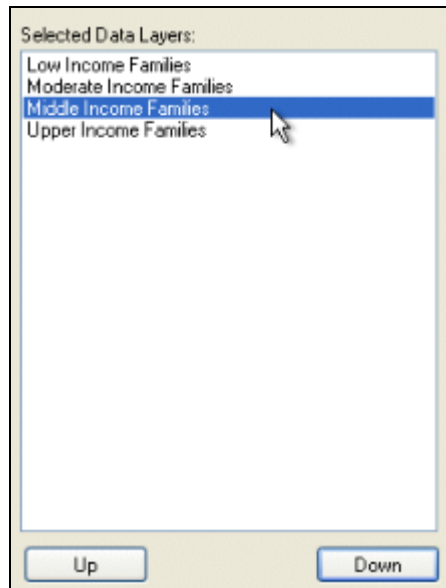 Selected Data Layers:
Low Income Families
Moderate Income Families
Middle Income Families
Upper Income Families
Up Down